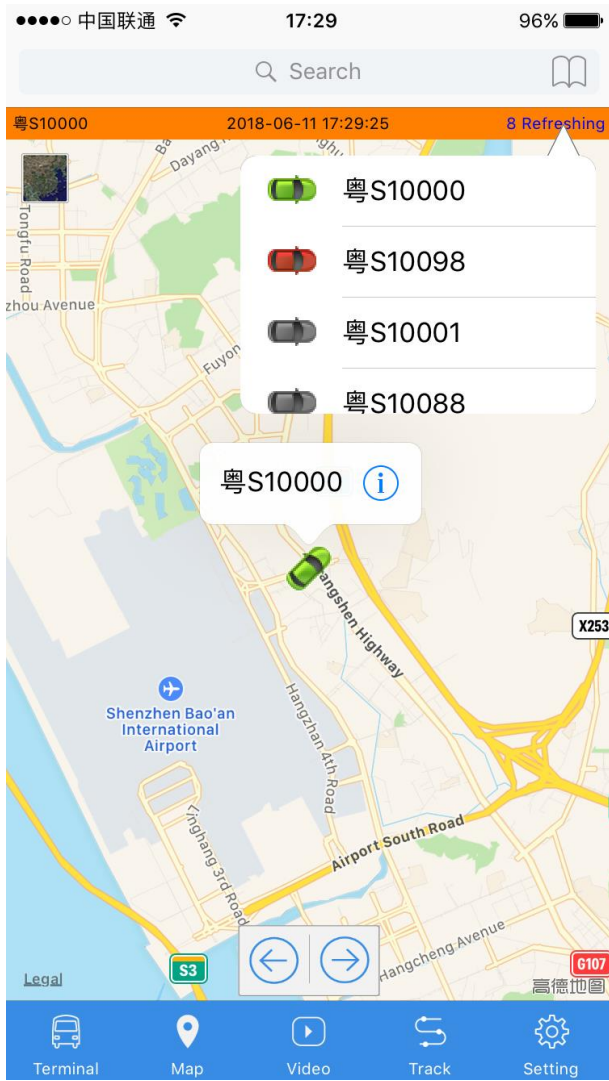 中国联通 17:29 96%
Search
粤S10000 2018-06-11 17:29:25 8 Refreshing
Dayang
粤S10000
Tongfu Road
粤S10098
zhou Avenue
粤S10001
Fuyon
粤S10088
粤S10000 i
angshen Highway
X253
Shenzhen Bao'an
International
Airport
Hangzhan 4th Road
Jinghang 3rd Road
Airport South Road
Hangcheng Avenue
S3
G107
Legal
高德地图
Terminal Map Video Track Setting